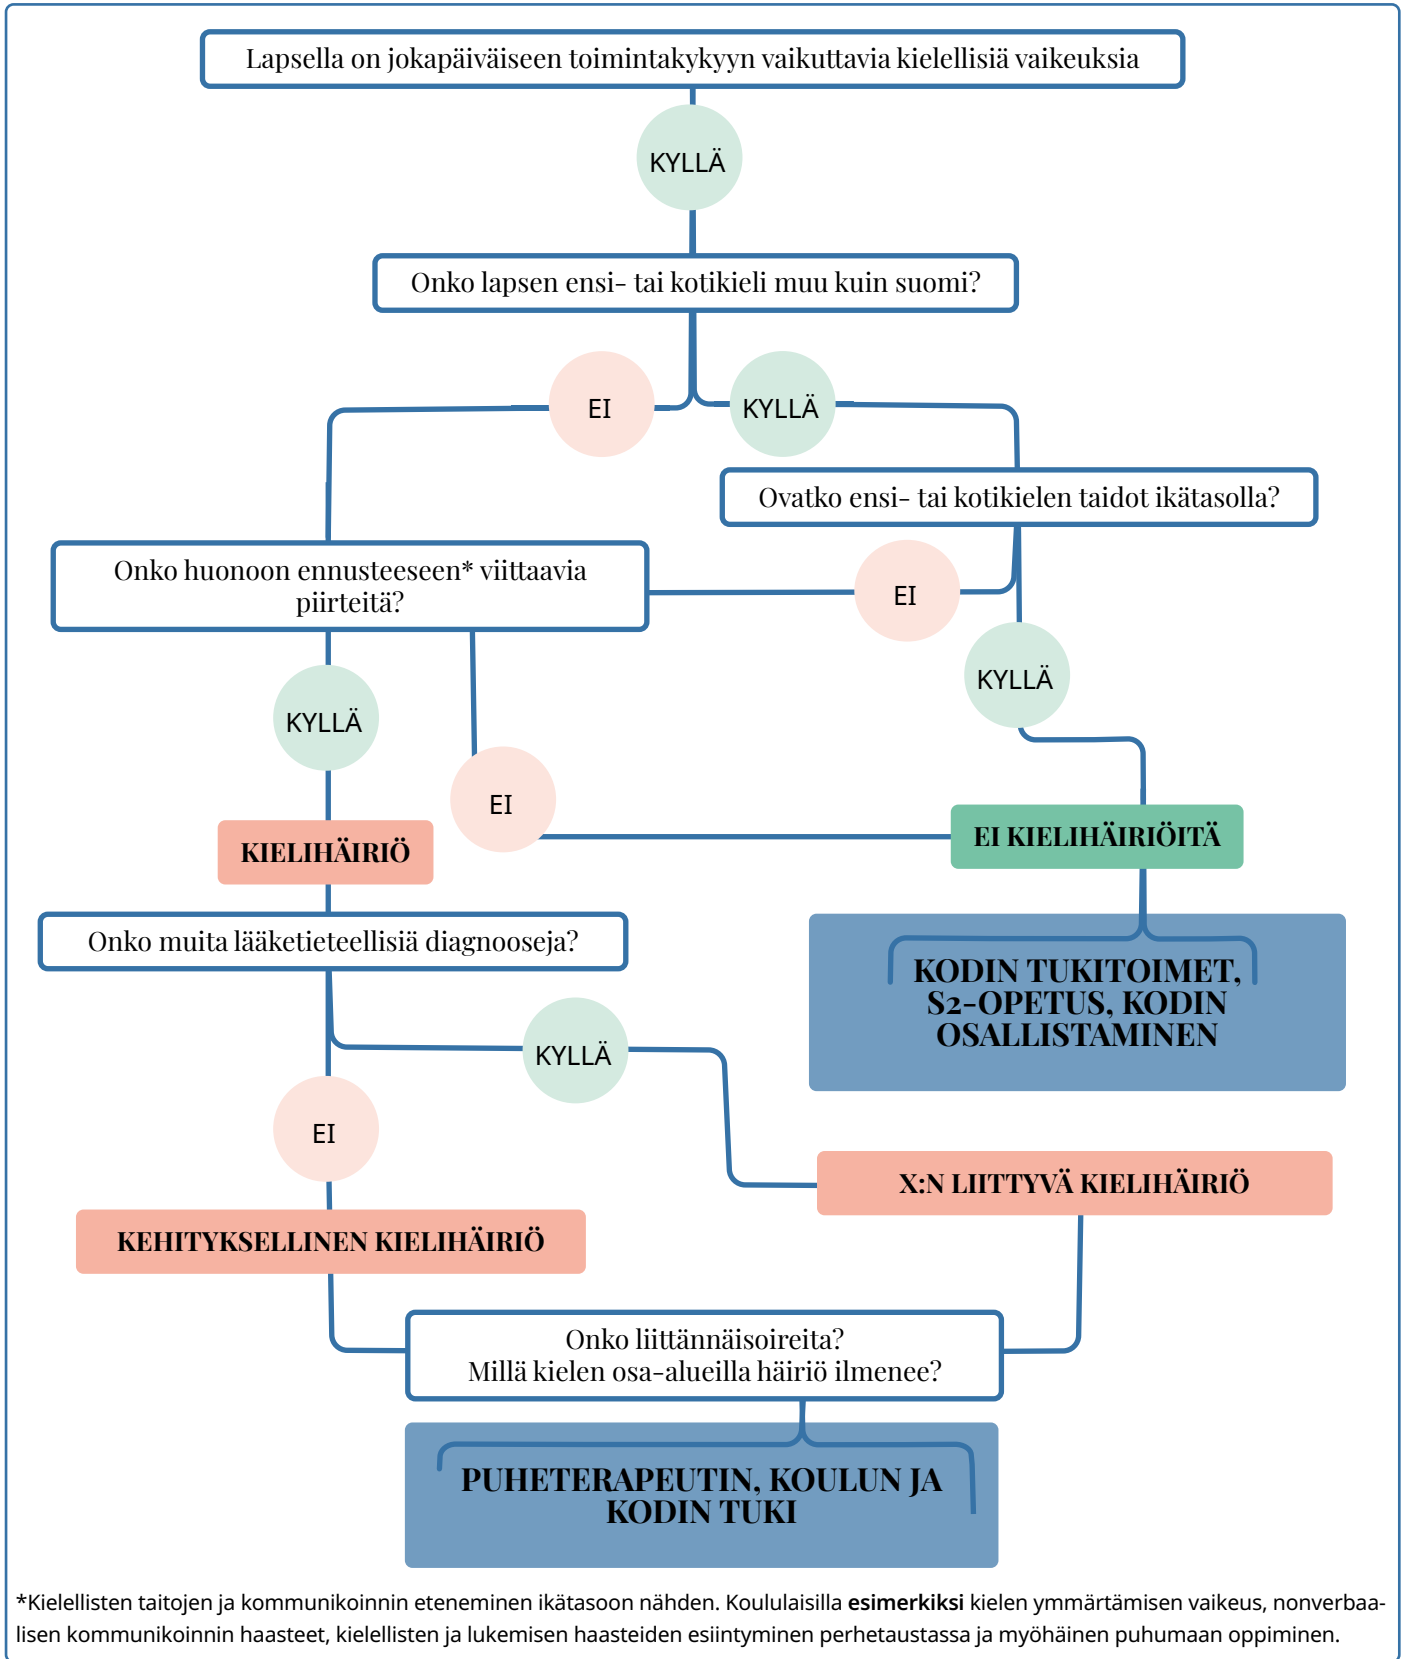 Lapsella on jokapäiväiseen toimintakykyyn vaikuttavia kielellisiä vaikeuksia
KYLLÄ
Onko lapsen ensi- tai kotikieli muu kuin suomi?
EI
KYLLÄ
Ovatko ensi- tai kotikielen taidot ikätasolla?
Onko huonoon ennusteeseen* viittaavia
piirteitä?
EI
KYLLÄ
KYLLÄ
EI
KIELIHÄIRIÖ
EI KIELIHÄIRIÖITÄ
Onko muita lääketieteellisiä diagnooseja?
KODIN TUKITOIMET,
S2-OPETUS, KODIN
OSALLISTAMINEN
KYLLÄ
EI
X:N LIITTYVÄ KIELIHÄIRIÖ
KEHITYKSELLINEN KIELIHÄIRIÖ
Onko liittännäisoireita?
Millä kielen osa-alueilla häiriö ilmenee?
PUHETERAPEUTIN, KOULUN JA
KODIN TUKI
*Kielellisten taitojen ja kommunikoinnin eteneminen ikätasoon nähden. Koululaisilla esimerkiksi kielen ymmärtämisen vaikeus, nonverbaa-
lisen kommunikoinnin haasteet, kielellisten ja lukemisen haasteiden esiintyminen perhetaustassa ja myöhäinen puhumaan oppiminen.